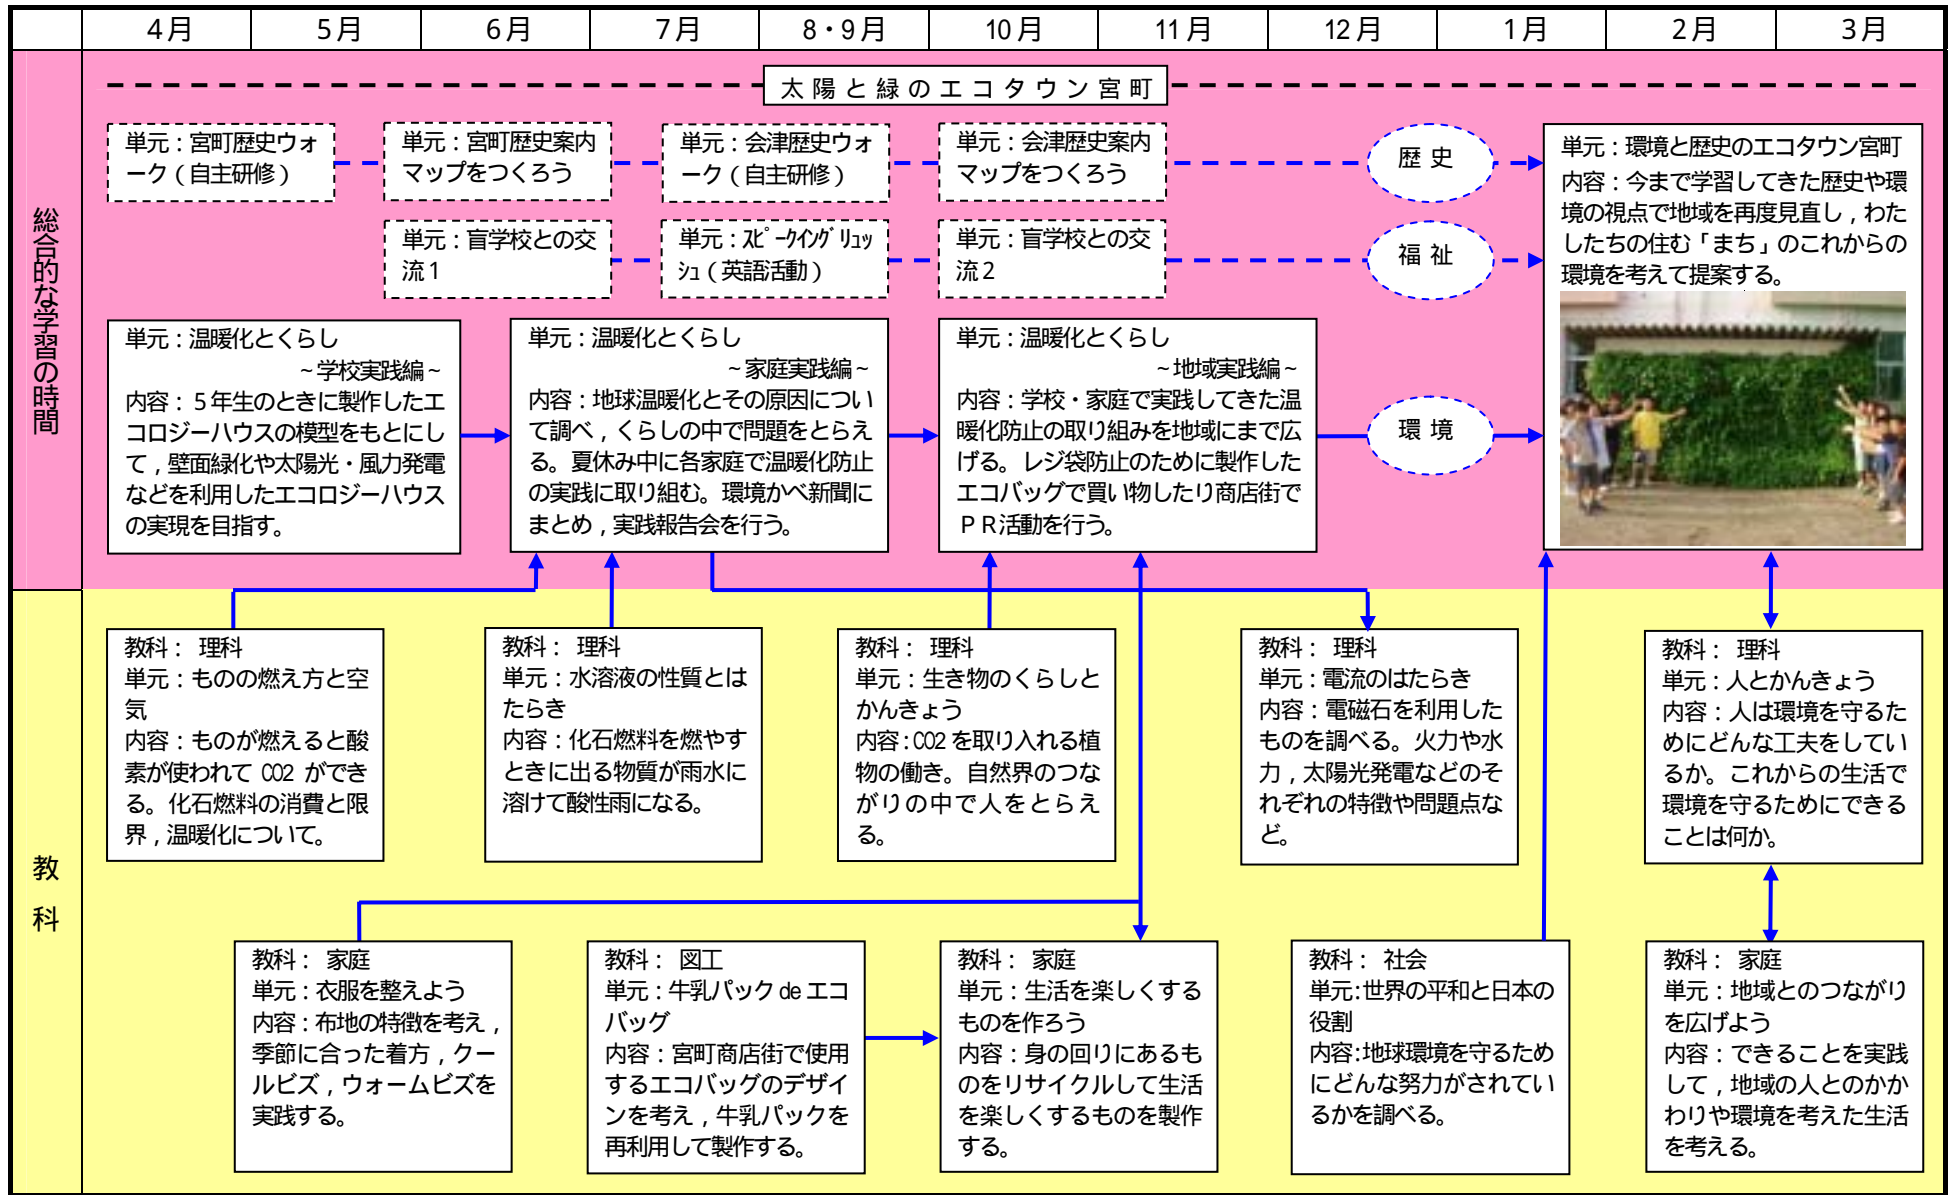 4月
5月
6月
7月
8・9月
10月
11月
12月
1月
2月
3月
総合的な学習の時間
太陽と緑のエコタウン宮町
単元：宮町歴史ウォ
ーク（自主研修）
単元：宮町歴史案内
マップをつくろう
単元：会津歴史ウォ
ーク（自主研修）
単元：会津歴史案内
マップをつくろう
歴史
単元：盲学校との交
流1
単元：ｽﾋﾟｰｸｲﾝｸﾞﾘｭｯ
ｼｭ（英語活動）
単元：盲学校との交
流2
福祉
単元：環境と歴史のエコタウン宮町
内容：今まで学習してきた歴史や環
境の視点で地域を再度見直し，わた
したちの住む「まち」のこれからの
環境を考えて提案する。
単元：温暖化とくらし
～学校実践編～
内容：５年生のときに製作したエ
コロジーハウスの模型をもとにし
て，壁面緑化や太陽光・風力発電
などを利用したエコロジーハウス
の実現を目指す。
単元：温暖化とくらし
～家庭実践編～
内容：地球温暖化とその原因につい
て調べ，くらしの中で問題をとらえ
る。夏休み中に各家庭で温暖化防止
の実践に取り組む。環境かべ新聞に
まとめ，実践報告会を行う。
単元：温暖化とくらし
～地域実践編～
内容：学校・家庭で実践してきた温
暖化防止の取り組みを地域にまで広
げる。レジ袋防止のために製作した
エコバッグで買い物したり商店街で
ＰＲ活動を行う。
環境
教科
教科： 理科
単元：ものの燃え方と空
気
内容：ものが燃えると酸
素が使われて CO2 ができ
る。化石燃料の消費と限
界，温暖化について。
教科： 理科
単元：水溶液の性質とは
たらき
内容：化石燃料を燃やす
ときに出る物質が雨水に
溶けて酸性雨になる。
教科： 理科
単元：生き物のくらしと
かんきょう
内容：CO2 を取り入れる植
物の働き。自然界のつな
がりの中で人をとらえ
る。
教科： 理科
単元：電流のはたらき
内容：電磁石を利用した
ものを調べる。火力や水
力，太陽光発電などのそ
れぞれの特徴や問題点な
ど。
教科： 理科
単元：人とかんきょう
内容：人は環境を守るた
めにどんな工夫をしてい
るか。これからの生活で
環境を守るためにできる
ことは何か。
教科： 家庭
単元：衣服を整えよう
内容：布地の特徴を考え，
季節に合った着方，クー
ルビズ，ウォームビズを
実践する。
教科： 図工
単元：牛乳パック de エコ
バッグ
内容：宮町商店街で使用
するエコバッグのデザイ
ンを考え，牛乳パックを
再利用して製作する。
教科： 家庭
単元：生活を楽しくする
ものを作ろう
内容：身の回りにあるも
のをリサイクルして生活
を楽しくするものを製作
する。
教科： 社会
単元：世界の平和と日本の
役割
内容：地球環境を守るため
にどんな努力がされてい
るかを調べる。
教科： 家庭
単元：地域とのつながり
を広げよう
内容：できることを実践
して，地域の人とのかか
わりや環境を考えた生活
を考える。